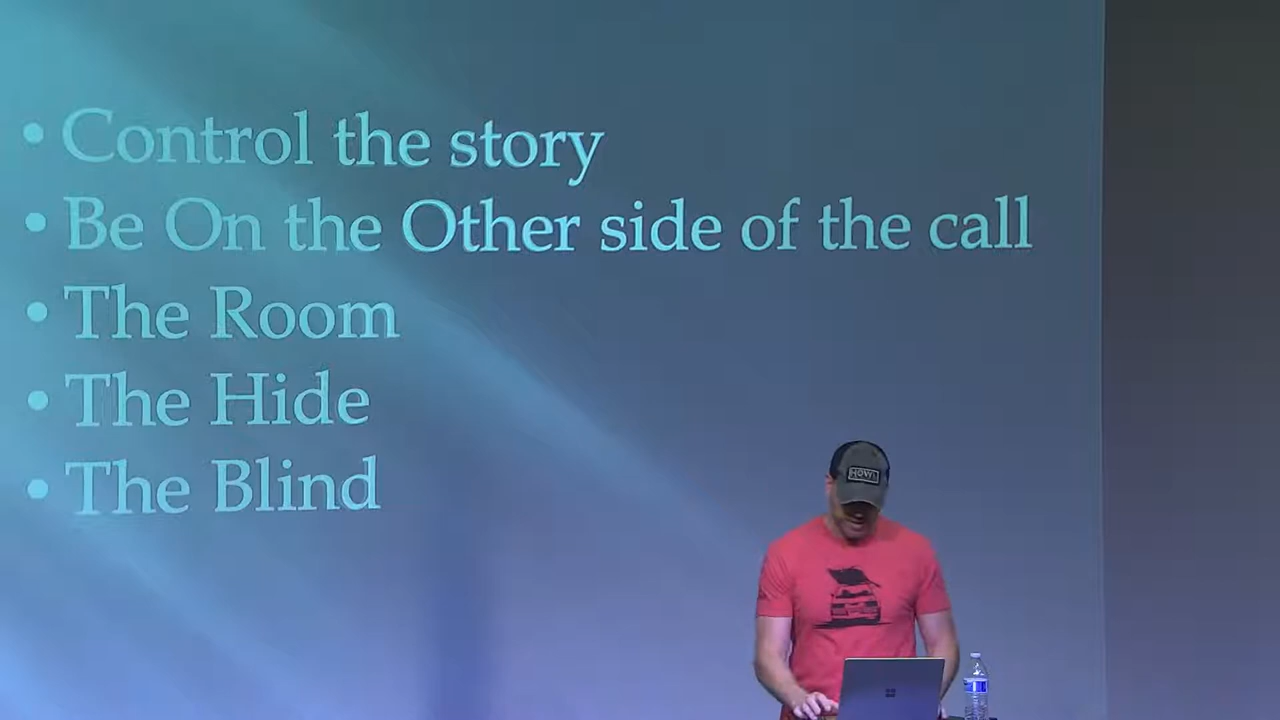 • Control the story
• Be On the Other side of the call
• The Room
• The Hide
• The Blind